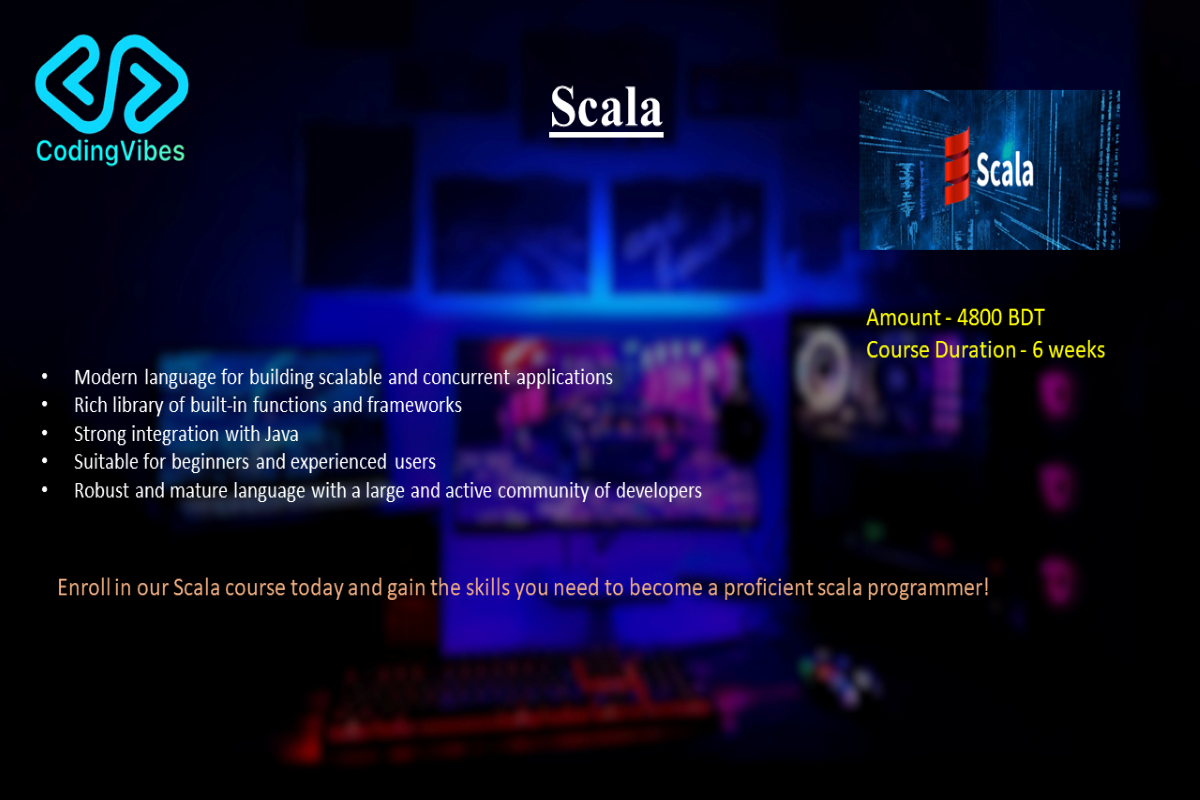 CodingVibes
Scala
Scala
Amount - 4800 BDT
Course Duration - 6 weeks
• Modern language for building scalable and concurrent applications
• Rich library of built-in functions and frameworks
• Strong integration with Java
• Suitable for beginners and experienced users
• Robust and mature language with a large and active community of developers
Enroll in our Scala course today and gain the skills you need to become a proficient scala programmer!